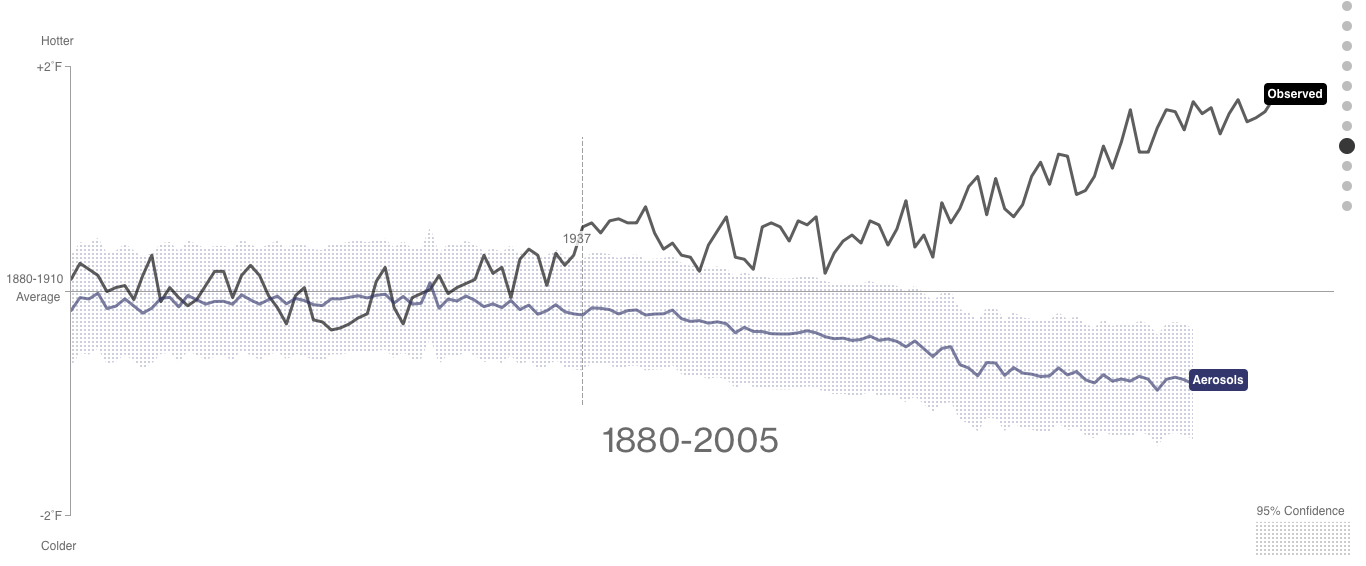 Hotter
+2°F
Observed
1937
1880-1910
Average
Aerosols
1880-2005
-2°F
95% Confidence
Colder